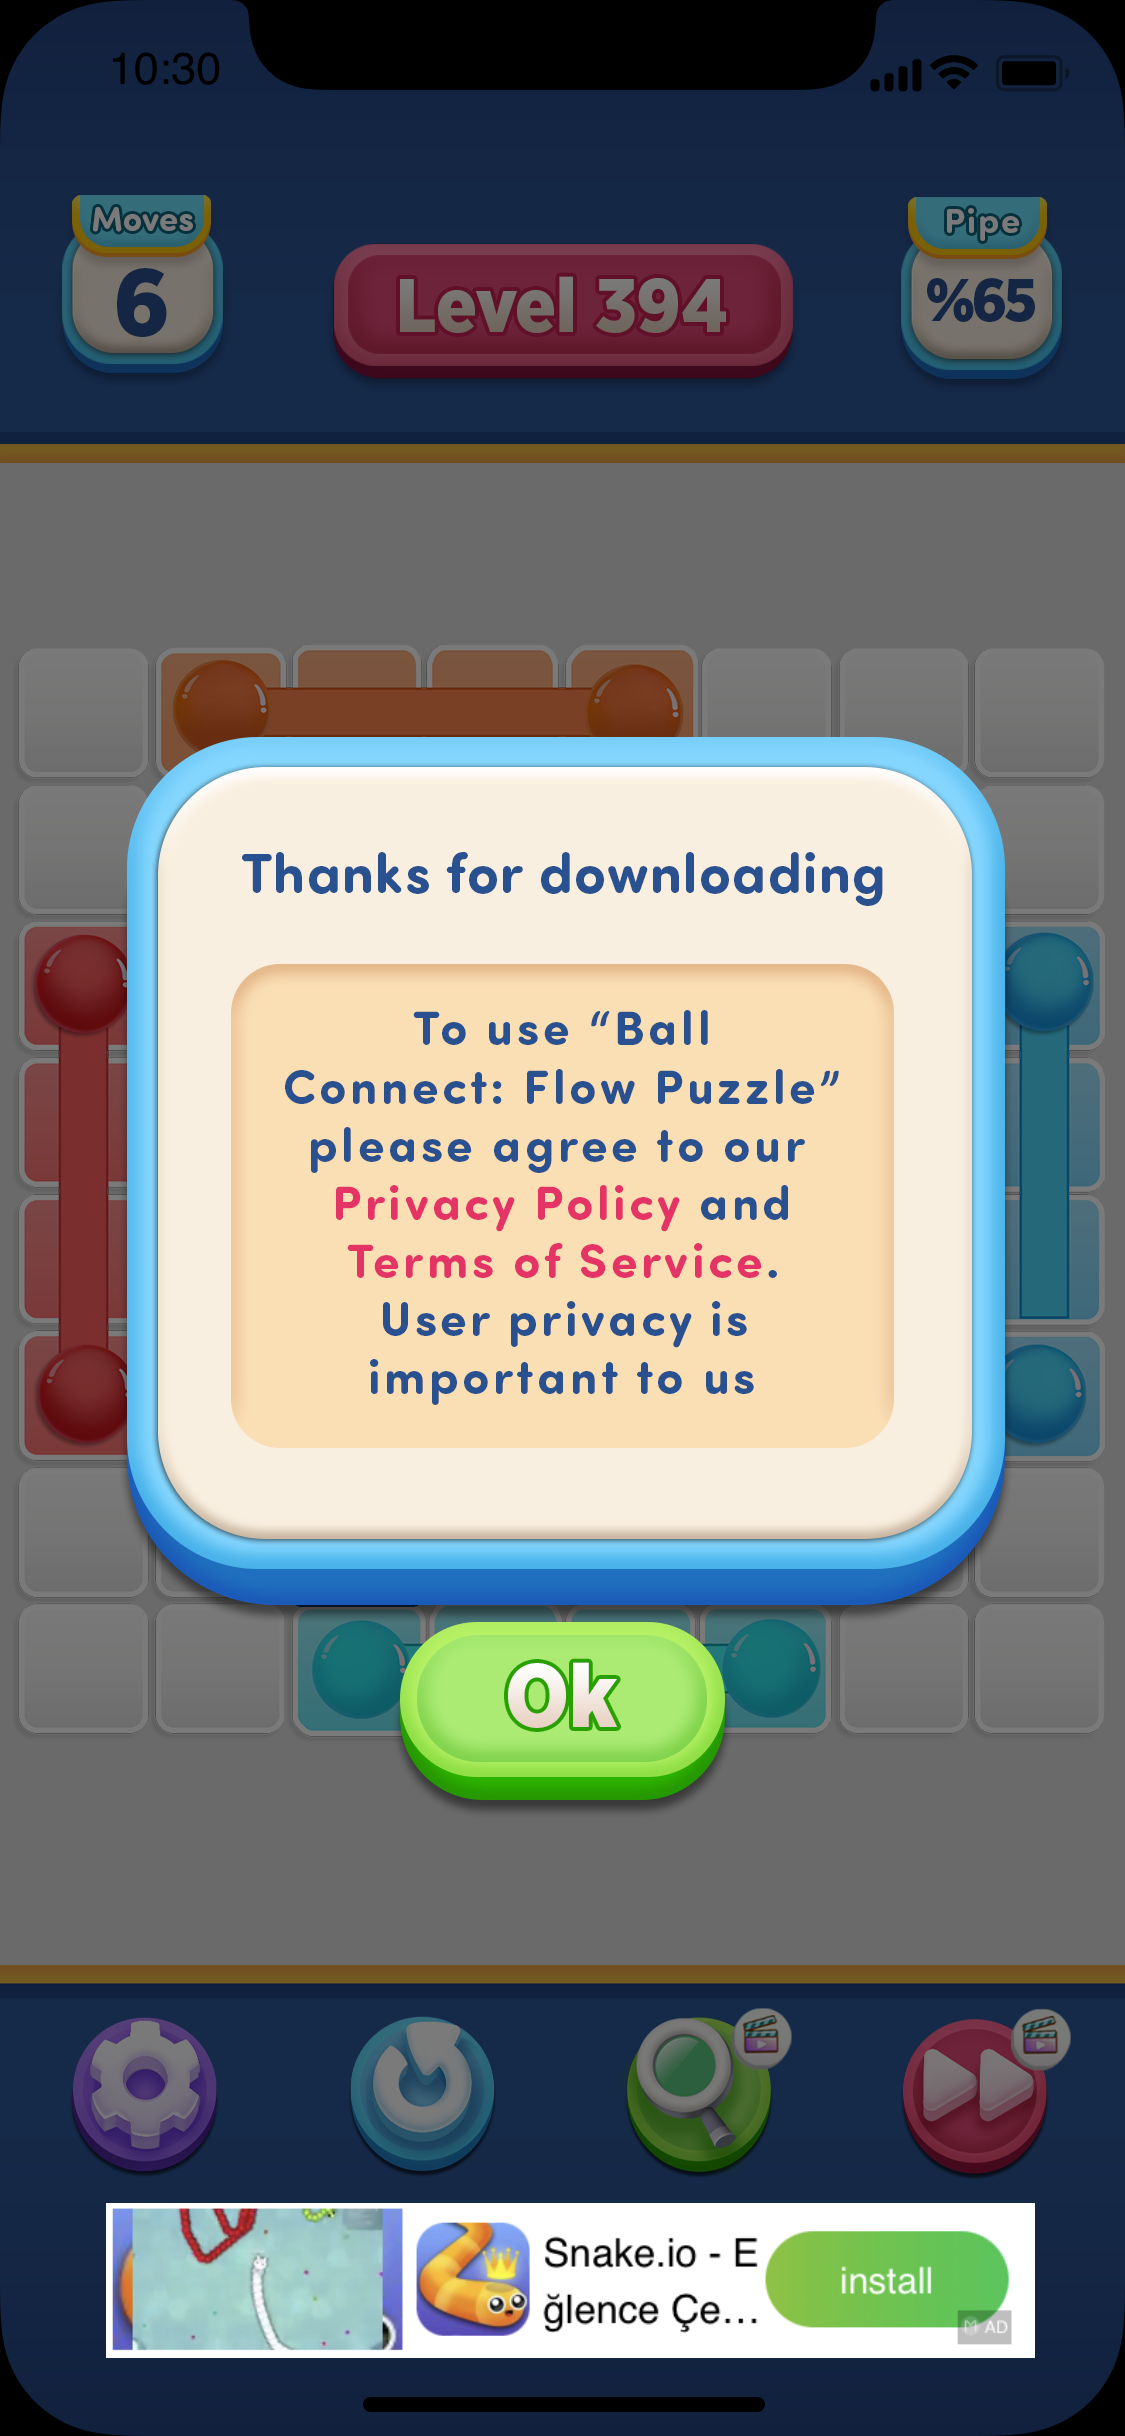 10:30
Moves
6
Level 394
Pipe
%65
Thanks for downloading
To use “Ball
Connect: Flow Puzzle”
please agree to our
Privacy Policy and
Terms of Service.
User privacy is
important to us
Ok
Snake.io - E
ğlence Çe...
install
AD